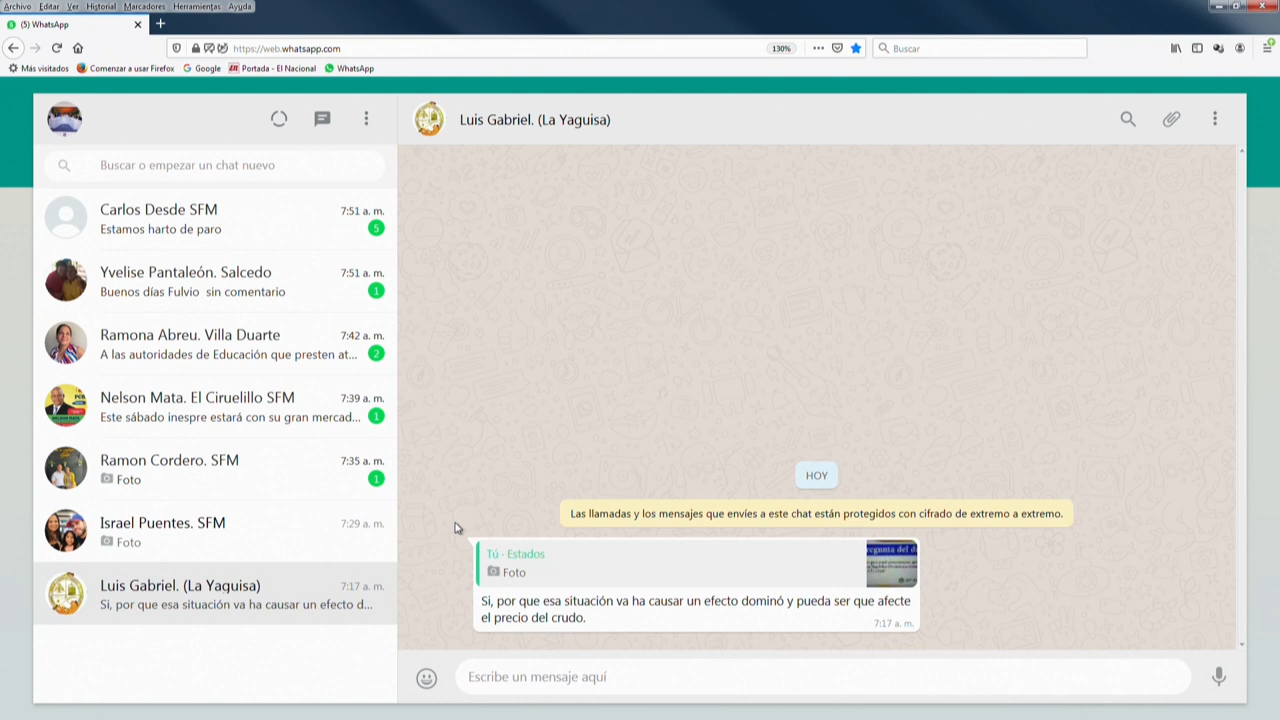 Archivo Editar Ver Historial Marcadores Herramientas Ayuda
(5) WhatsApp
https://web.whatsapp.com
130%
Buscar
Más visitados Comenzar a usar Firefox Google Portada - El Nacional WhatsApp
Luis Gabriel. (La Yaguisa)
Buscar o empezar un chat nuevo
Carlos Desde SFM 7:51 a. m.
Estamos harto de paro 5
Yvelise Pantaleón. Salcedo 7:51 a. m.
Buenos días Fulvio sin comentario 1
Ramona Abreu. Villa Duarte 7:42 a. m.
A las autoridades de Educación que presten at... 2
Nelson Mata. El Ciruelillo SFM 7:39 a. m.
Este sábado inespre estará con su gran mercad... 1
Ramon Cordero. SFM 7:35 a. m.
Foto 1
Israel Puentes. SFM 7:29 a. m.
Foto
Luis Gabriel. (La Yaguisa) 7:17 a. m.
Si, por que esa situación va ha causar un efecto d...
HOY
Las llamadas y los mensajes que envíes a este chat están protegidos con cifrado de extremo a extremo.
Tú · Estados
Foto
regunta del d
Si, por que esa situación va ha causar un efecto dominó y pueda ser que afecte
el precio del crudo.
7:17 a. m.
Escribe un mensaje aquí